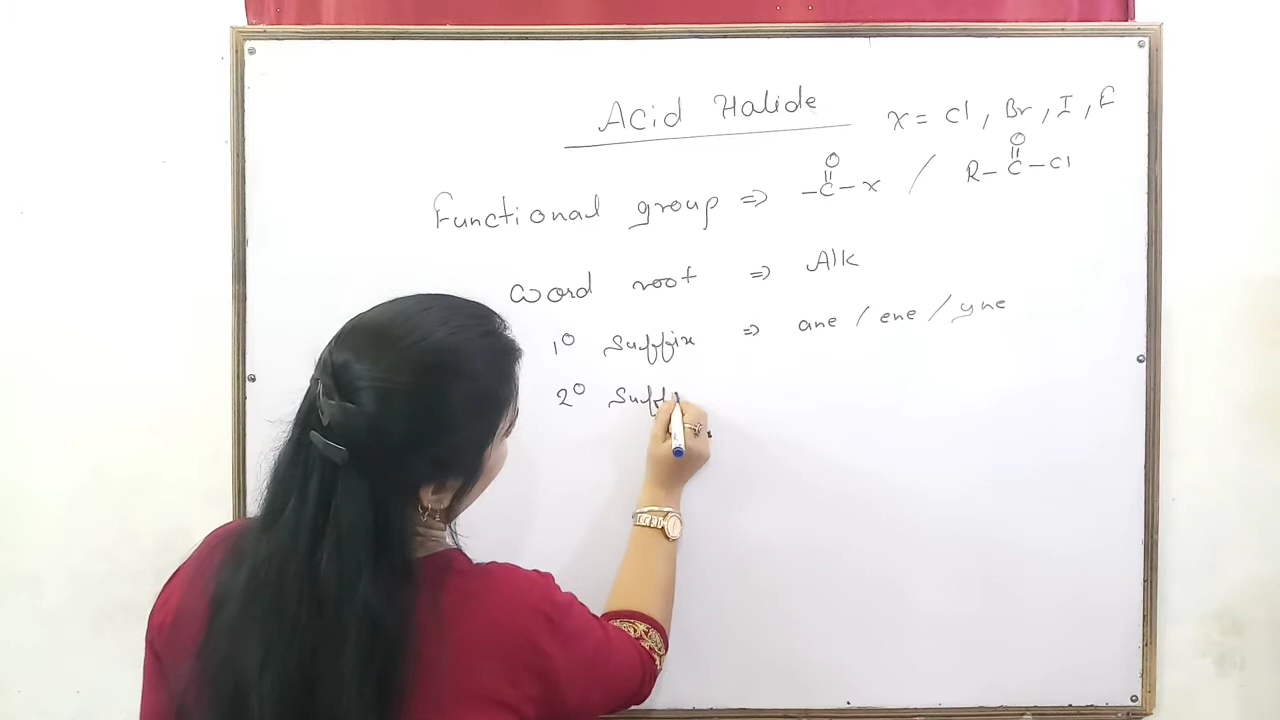 Acid Halide
X = Cl, Br, I, F
Functional group => -C-X / R-C-Cl
O O
Word root => Alk
1° Suffix => ane / ene / yne
2° Suff